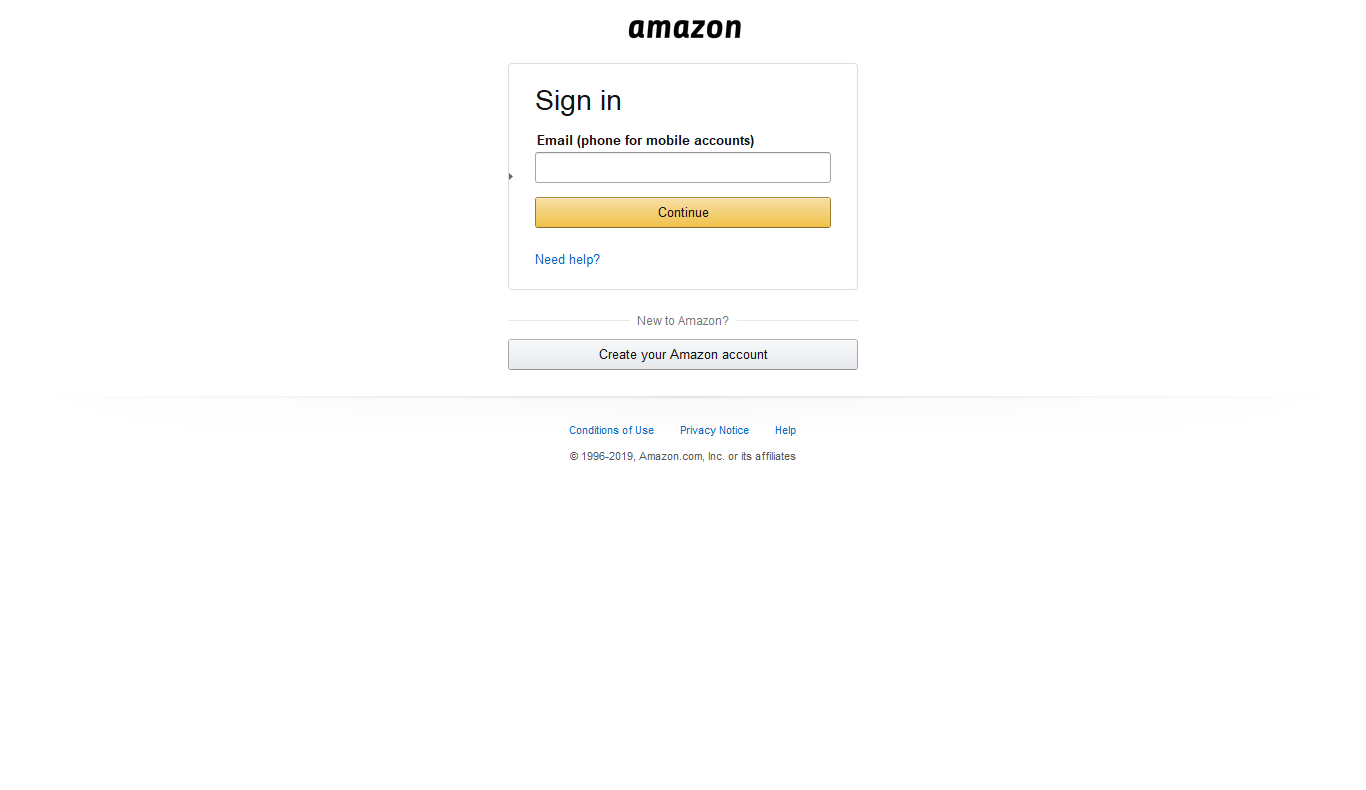 amazon
Sign in
Email (phone for mobile accounts)
Continue
Need help?
New to Amazon?
Create your Amazon account
Conditions of Use Privacy Notice Help
© 1996-2019, Amazon.com, Inc. or its affiliates